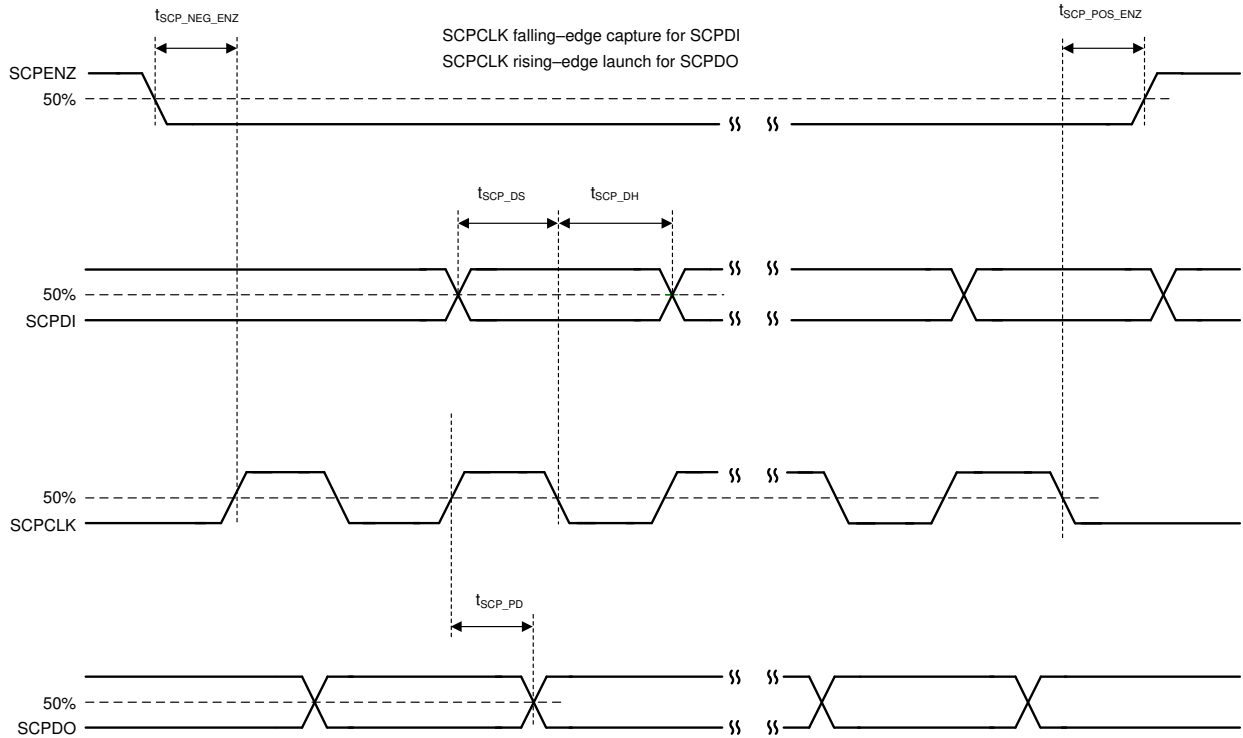 tSCP_NEG_ENZ
SCPCLK falling–edge capture for SCPDI
SCPCLK rising–edge launch for SCPDO
tSCP_POS_ENZ
SCPENZ
50%
tSCP_DS
tSCP_DH
50%
SCPDI
50%
SCPCLK
tSCP_PD
50%
SCPDO